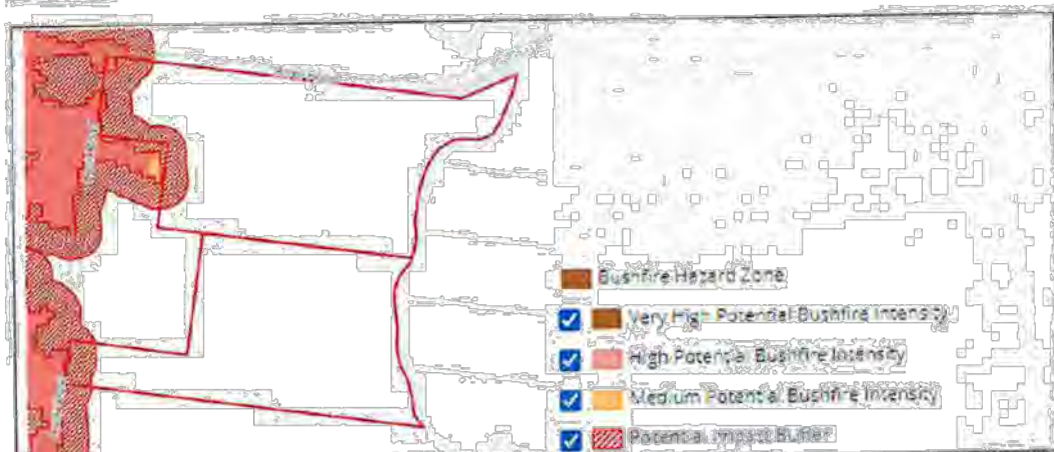 Bushfire Hazard Zone
Very High Potential Bushfire Intensity
High Potential Bushfire Intensity
Medium Potential Bushfire Intensity
Potential Impact Buffer